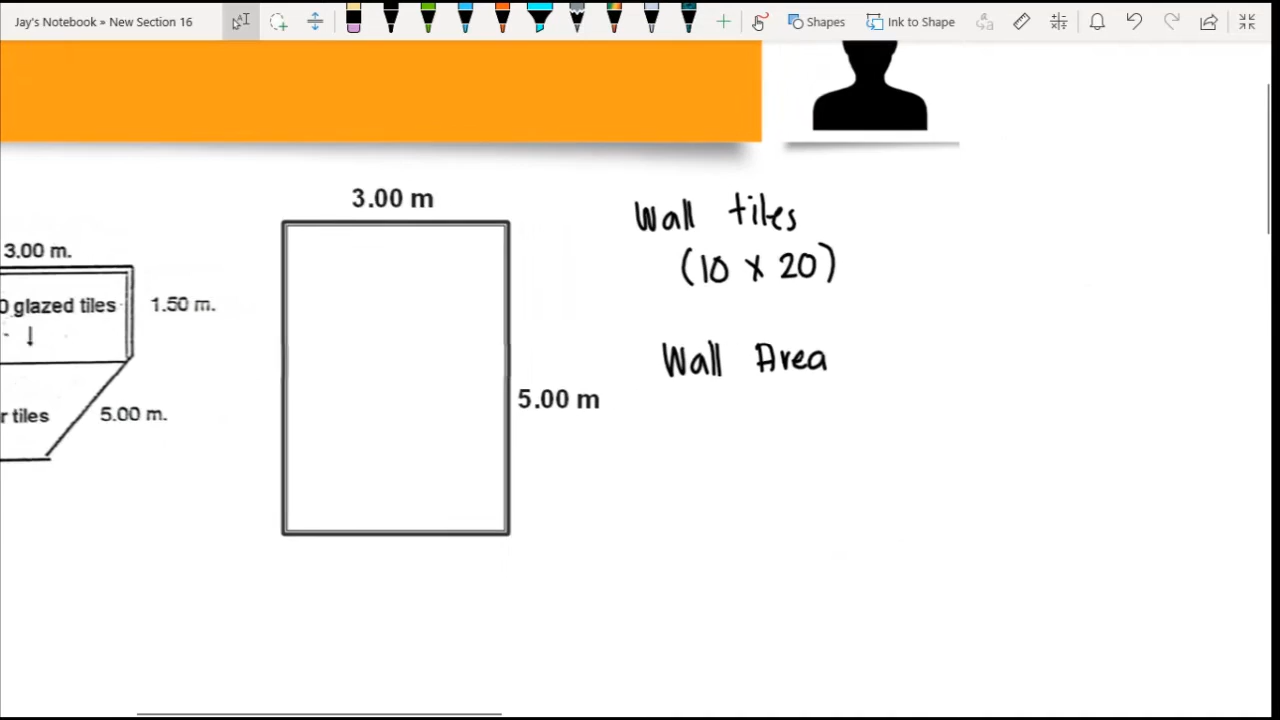 Jay's Notebook » New Section 16
Shapes
Ink to Shape
3.00 m
Wall tiles
(10 x 20)
3.00 m.
0 glazed tiles
1.50 m.
Wall Area
5.00 m
r tiles
5.00 m.